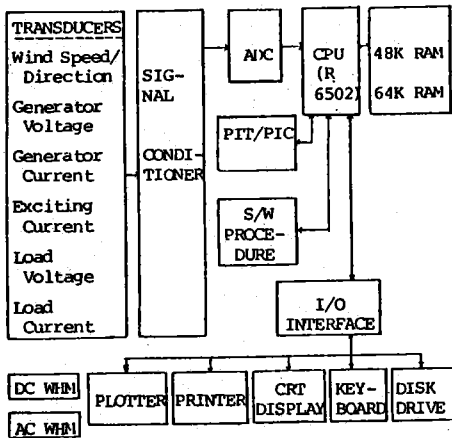 TRANSDUCERS
Wind Speed/
Direction
Generator
Voltage
Generator
Current
Exciting
Current
Load
Voltage
Load
Current
SIG-
NAL
CONDI-
TIONER
ADC
CPU
(R
6502)
48K RAM
64K RAM
PIT/PIC
S/W
PROCE-
DURE
I/O
INTERFACE
DC WHM
AC WHM
PLOTTER
PRINTER
CRT
DISPLAY
KEY-
BOARD
DISK
DRIVE